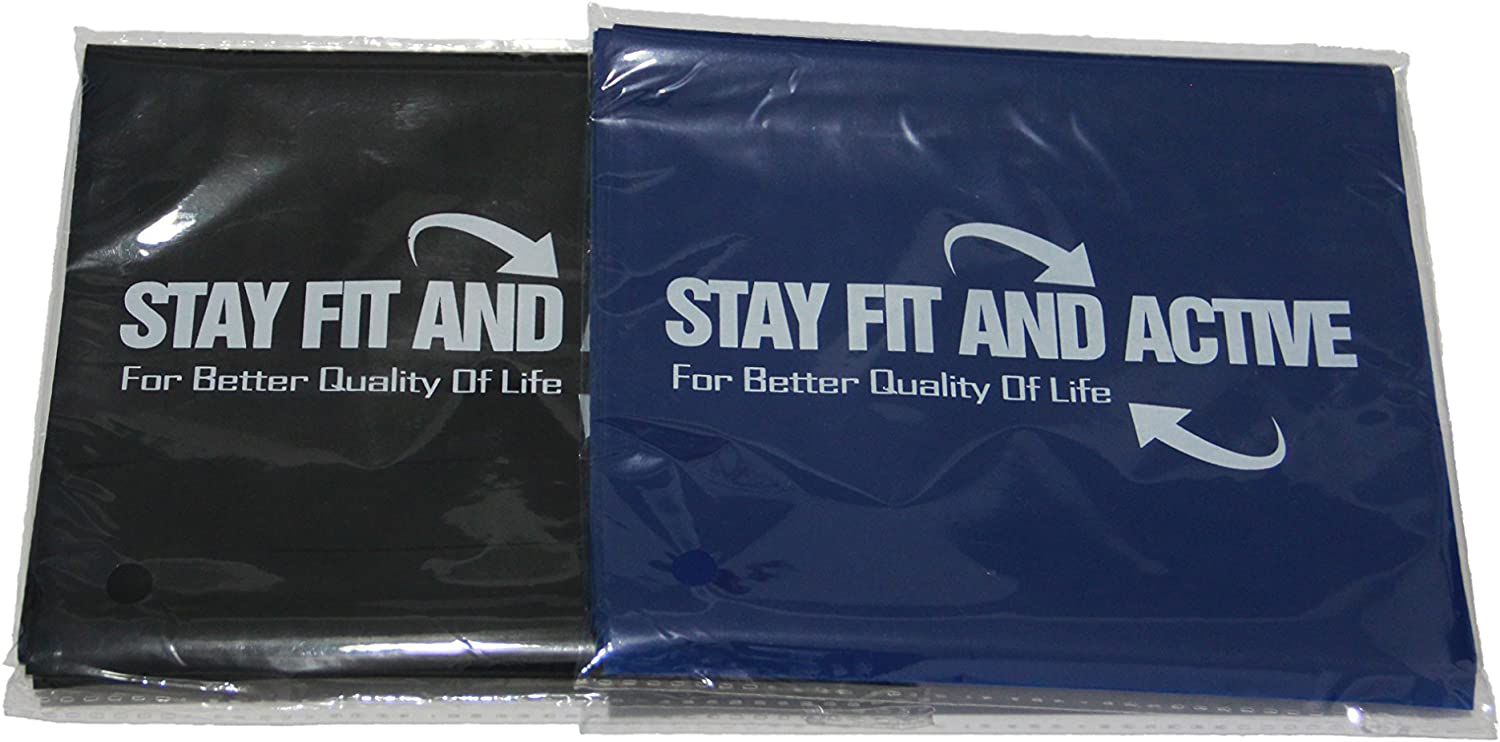 STAY FIT AND
For Better Quality Of Life
STAY FIT AND ACTIVE
For Better Quality Of Life